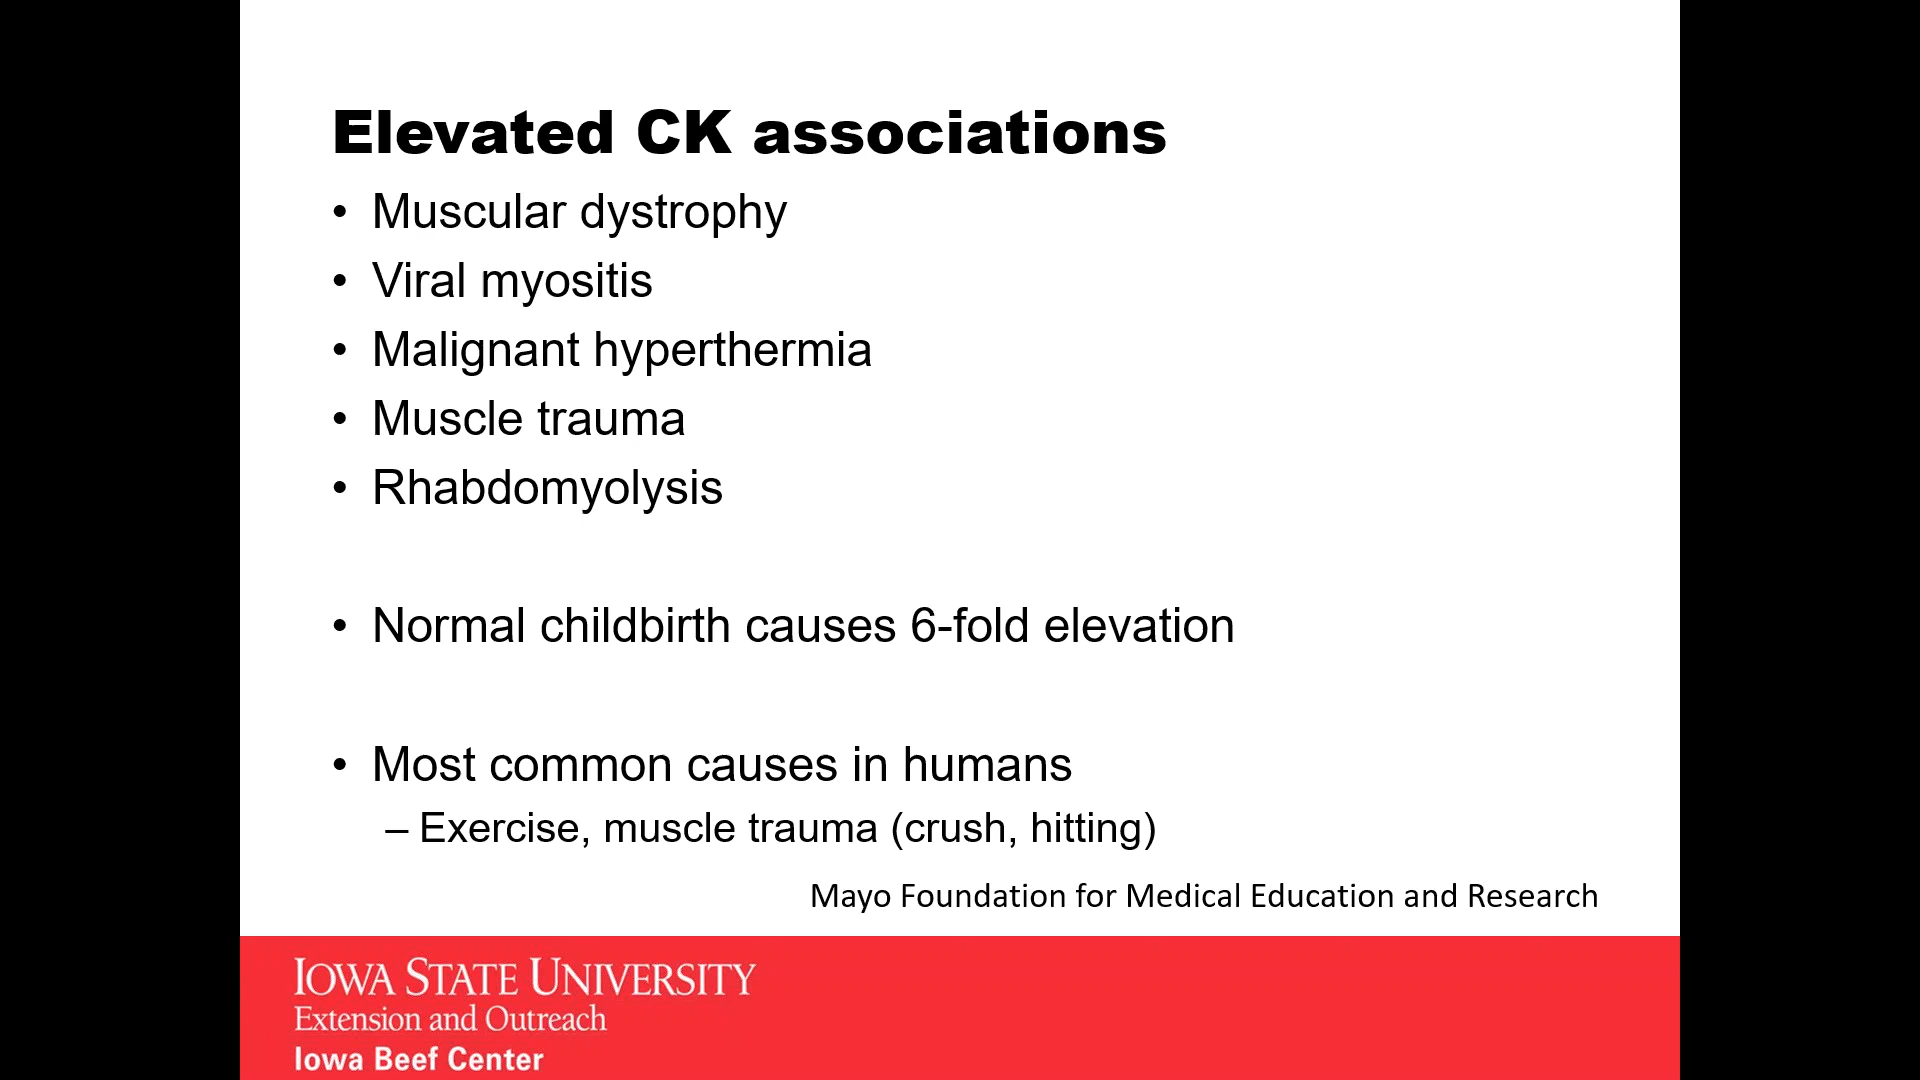 Elevated CK associations
• Muscular dystrophy
• Viral myositis
• Malignant hyperthermia
• Muscle trauma
• Rhabdomyolysis
• Normal childbirth causes 6-fold elevation
• Most common causes in humans
– Exercise, muscle trauma (crush, hitting)
Mayo Foundation for Medical Education and Research
IOWA STATE UNIVERSITY
Extension and Outreach
Iowa Beef Center